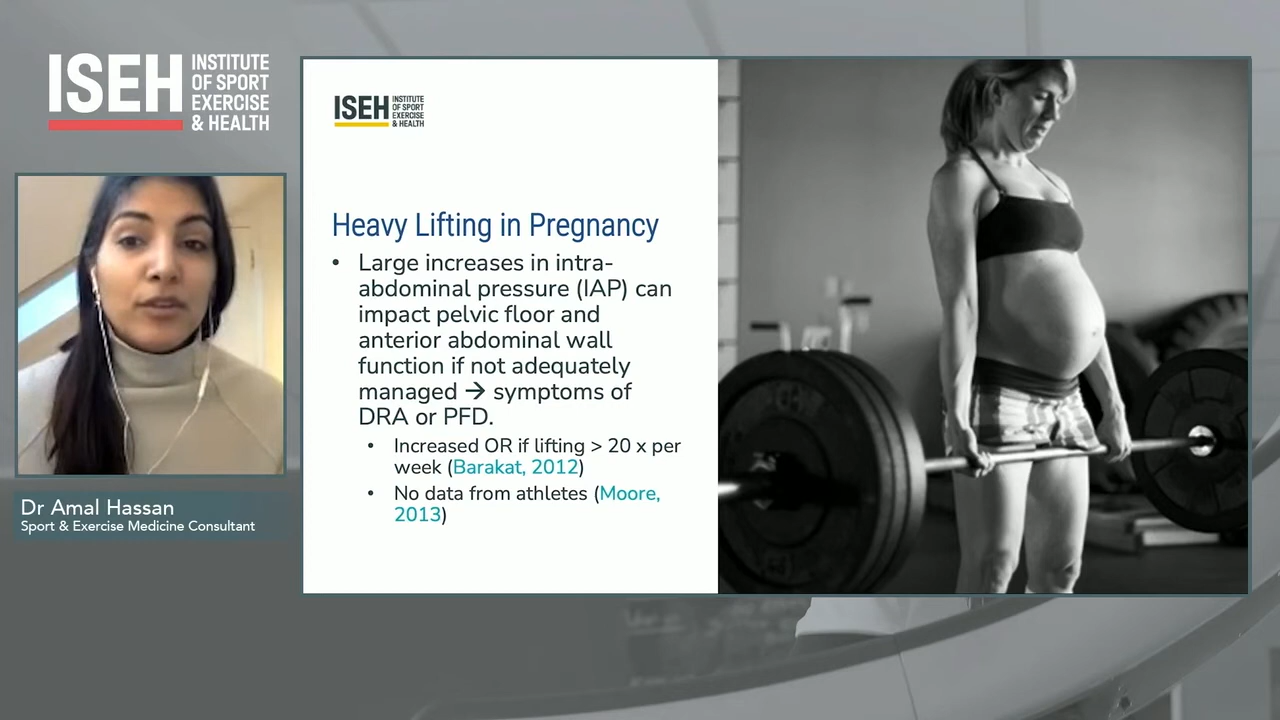 ISEH INSTITUTE
OF SPORT
EXERCISE
& HEALTH
Dr Amal Hassan
Sport & Exercise Medicine Consultant
ISEH INSTITUTE
OF SPORT
EXERCISE
& HEALTH
Heavy Lifting in Pregnancy
• Large increases in intra-
abdominal pressure (IAP) can
impact pelvic floor and
anterior abdominal wall
function if not adequately
managed → symptoms of
DRA or PFD.
• Increased OR if lifting > 20 x per
week (Barakat, 2012)
• No data from athletes (Moore,
2013)